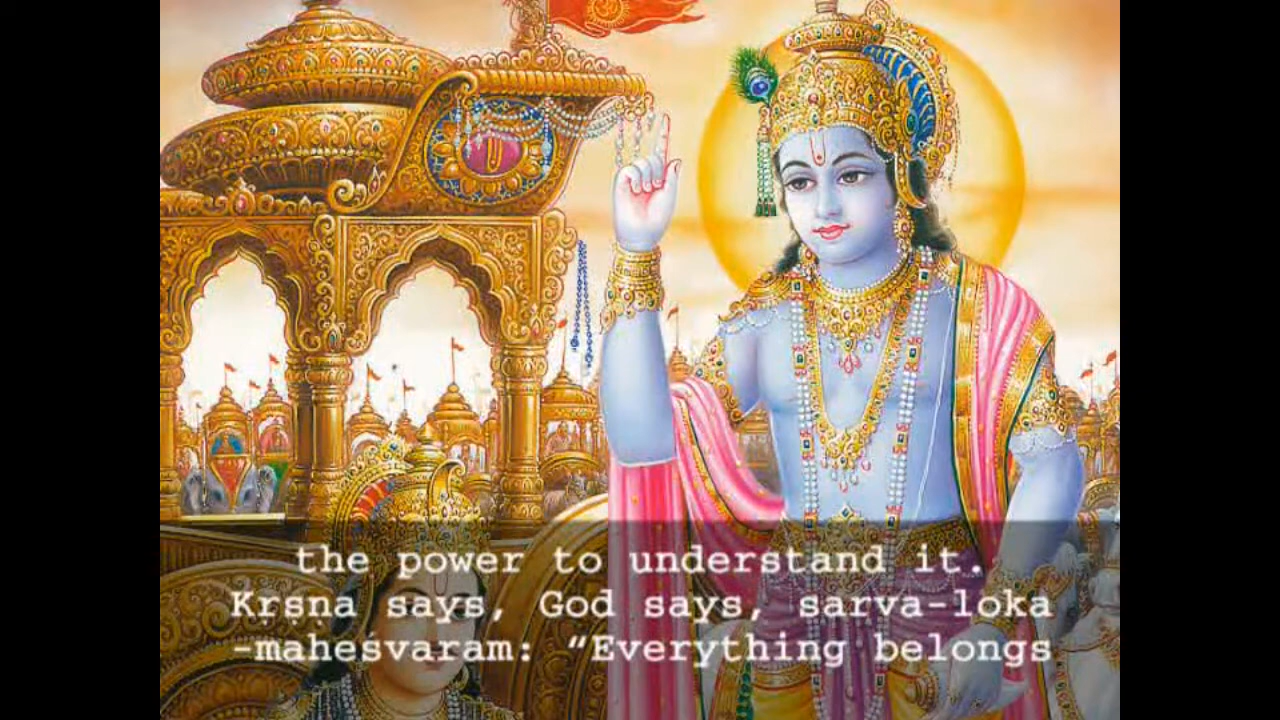 the power to understand it.
Kṛṣṇa says, God says, sarva-loka
-maheśvaram: “Everything belongs